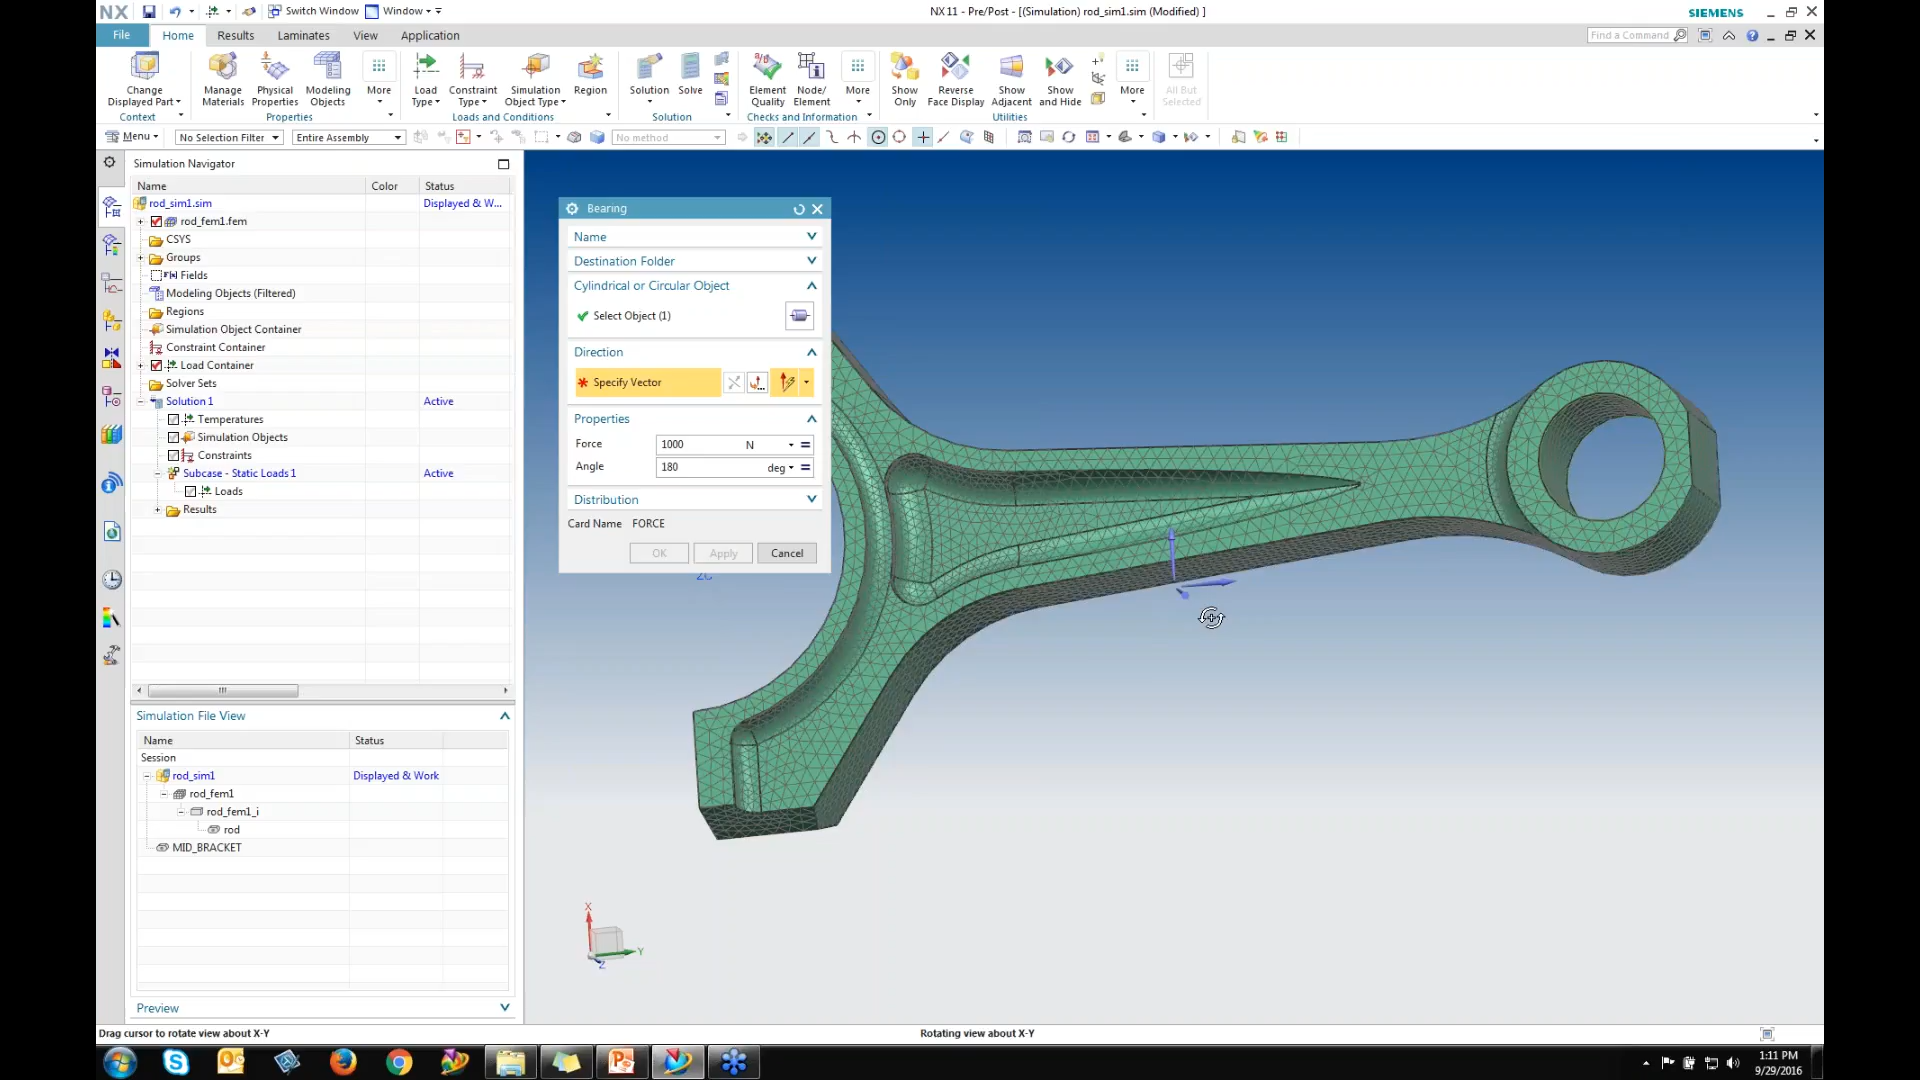 NX
Switch Window
Window
NX 11 - Pre/Post - [(Simulation) rod_sim1.sim (Modified) ]
SIEMENS
File
Home
Results
Laminates
View
Application
Find a Command
Change
Displayed Part
Manage
Materials
Physical
Properties
Modeling
Objects
More
Load
Type
Constraint
Type
Simulation
Object Type
Region
Solution
Solve
Element
Quality
Node/
Element
More
Show
Only
Reverse
Face Display
Show
Adjacent
Show
and Hide
More
All But
Selected
Context
Properties
Loads and Conditions
Solution
Checks and Information
Utilities
Menu
No Selection Filter
Entire Assembly
No method
Simulation Navigator
Name
Color
Status
rod_sim1.sim
Displayed & W...
rod_fem1.fem
CSYS
Groups
Fields
Modeling Objects (Filtered)
Regions
Simulation Object Container
Constraint Container
Load Container
Solver Sets
Solution 1
Active
Temperatures
Simulation Objects
Constraints
Subcase - Static Loads 1
Active
Loads
Results
Simulation File View
Name
Status
Session
rod_sim1
Displayed & Work
rod_fem1
rod_fem1_i
rod
MID_BRACKET
Preview
Bearing
Name
Destination Folder
Cylindrical or Circular Object
Select Object (1)
Direction
* Specify Vector
Properties
Force
1000
N
Angle
180
deg
Distribution
Card Name
FORCE
OK
Apply
Cancel
ZC
X
Y
Z
Drag cursor to rotate view about X-Y
Rotating view about X-Y
1:11 PM
9/29/2016